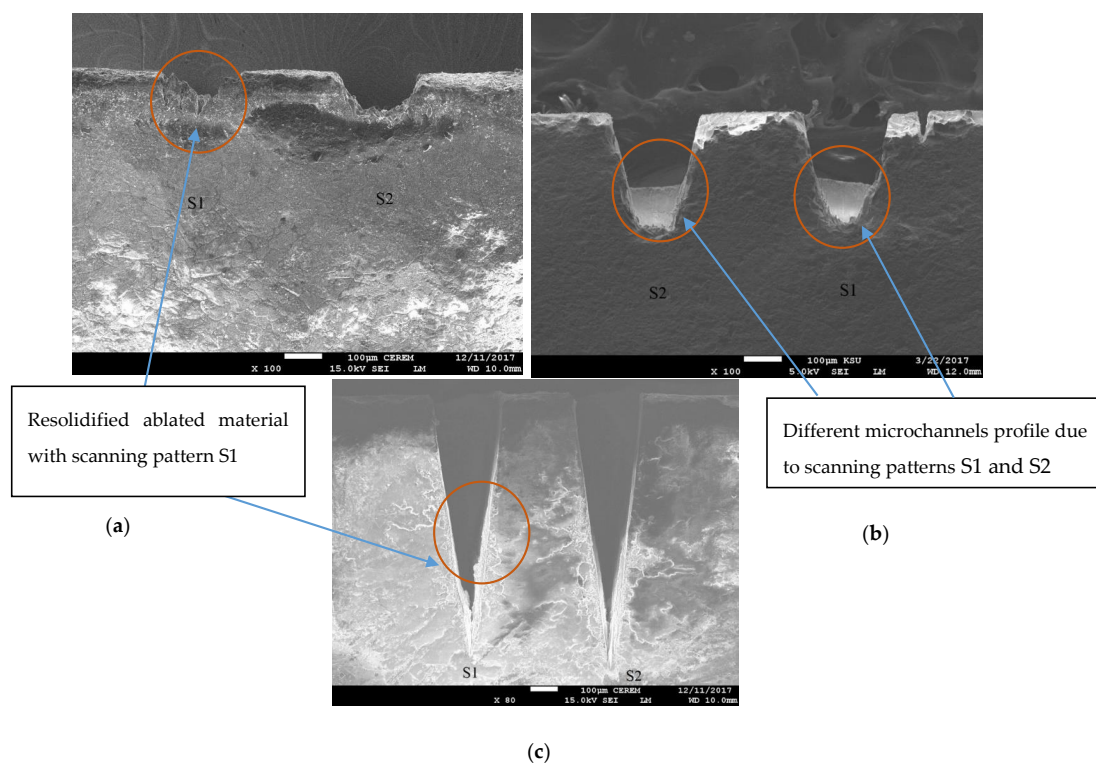 S1
S2
100μm CEREM 12/11/2017
X 100 15.0kV SEI LM WD 10.0mm
S2
S1
100μm KSU 3/22/2017
X 100 5.0kV SEI LM WD 12.0mm
Resolidified ablated material
with scanning pattern S1
Different microchannels profile due
to scanning patterns S1 and S2
(a)
(b)
S1
S2
100μm CEREM 12/11/2017
X 80 15.0kV SEI LM WD 10.0mm
(c)